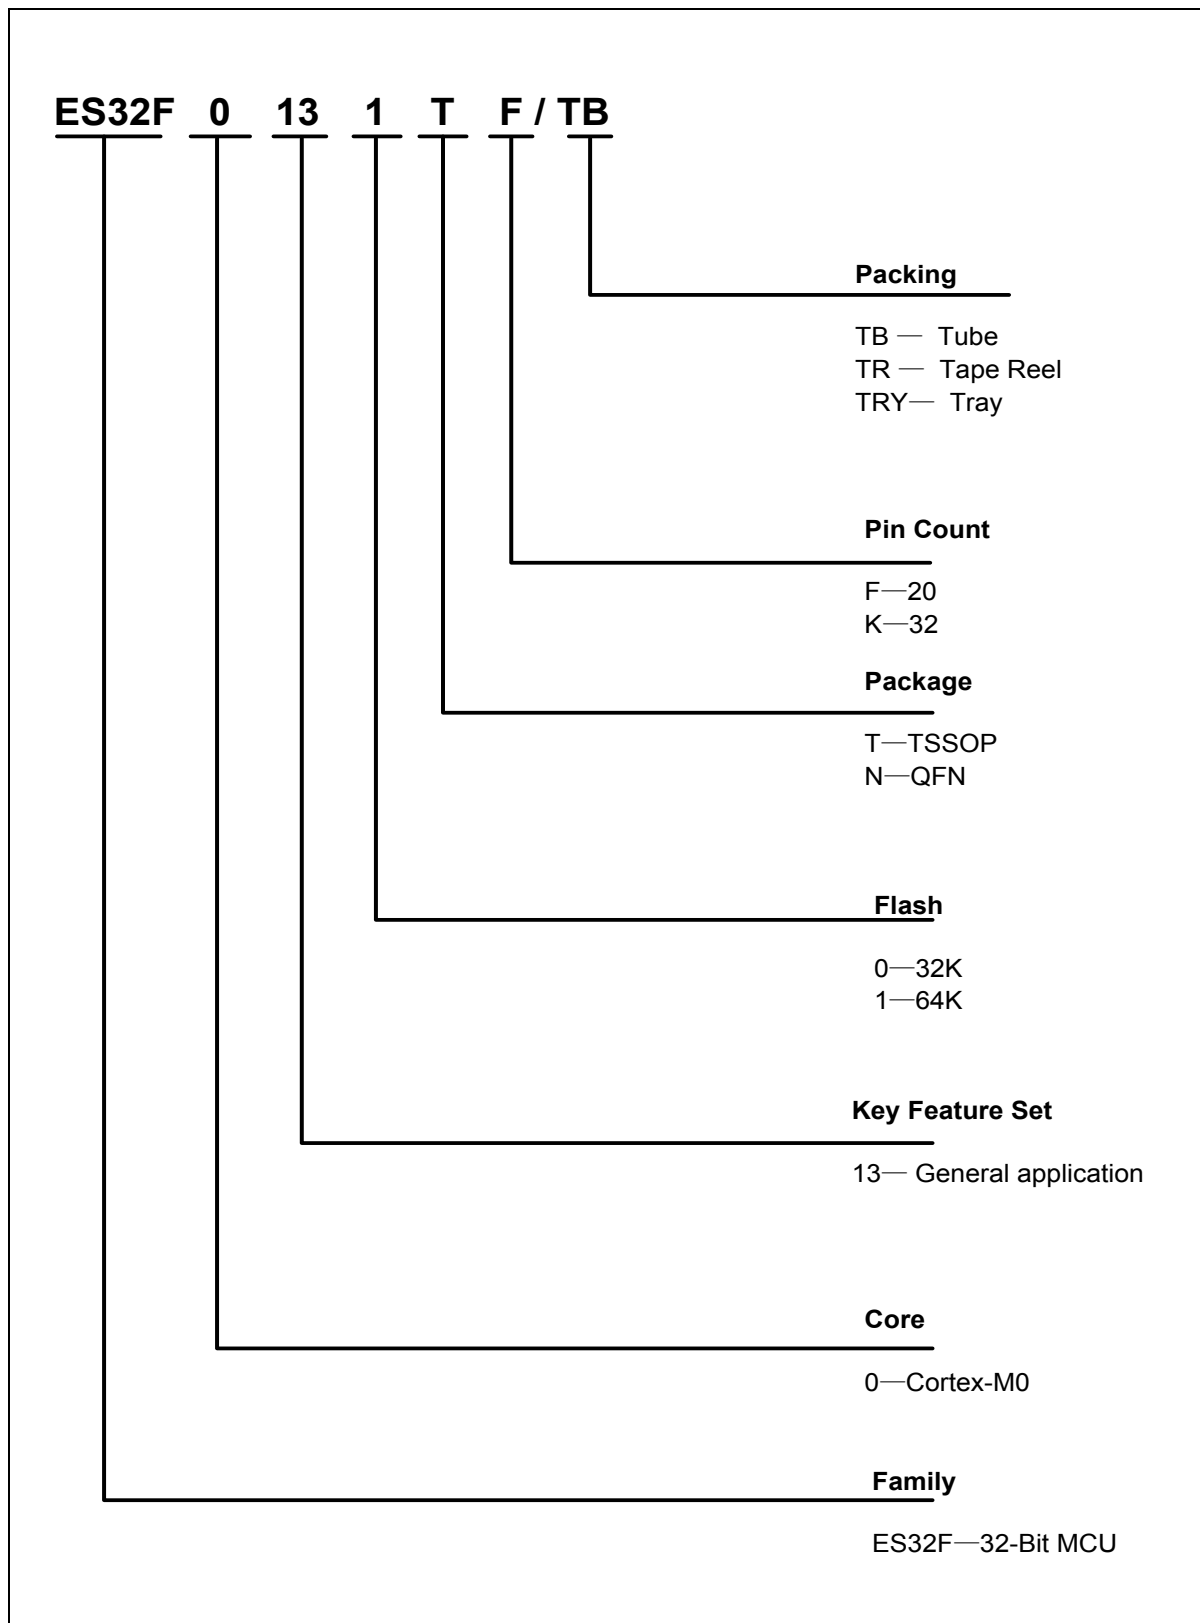 ES32F 0 13 1 T F / TB
Packing
TB — Tube
TR — Tape Reel
TRY— Tray
Pin Count
F—20
K—32
Package
T—TSSOP
N—QFN
Flash
0—32K
1—64K
Key Feature Set
13— General application
Core
0—Cortex-M0
Family
ES32F—32-Bit MCU